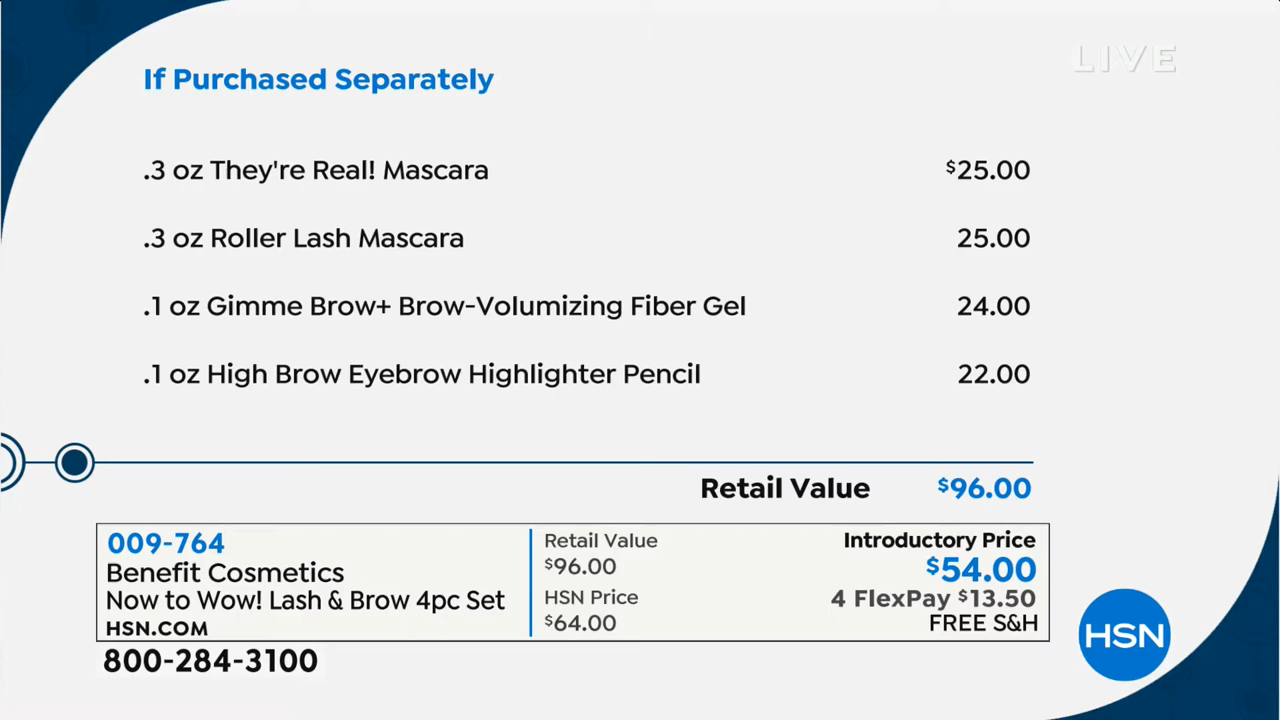 LIVE
If Purchased Separately
.3 oz They're Real! Mascara $25.00
.3 oz Roller Lash Mascara 25.00
.1 oz Gimme Brow+ Brow-Volumizing Fiber Gel 24.00
.1 oz High Brow Eyebrow Highlighter Pencil 22.00
Retail Value $96.00
009-764
Benefit Cosmetics
Now to Wow! Lash & Brow 4pc Set
HSN.COM
Retail Value
$96.00
HSN Price
$64.00
Introductory Price
$54.00
4 FlexPay $13.50
FREE S&H
800-284-3100
HSN